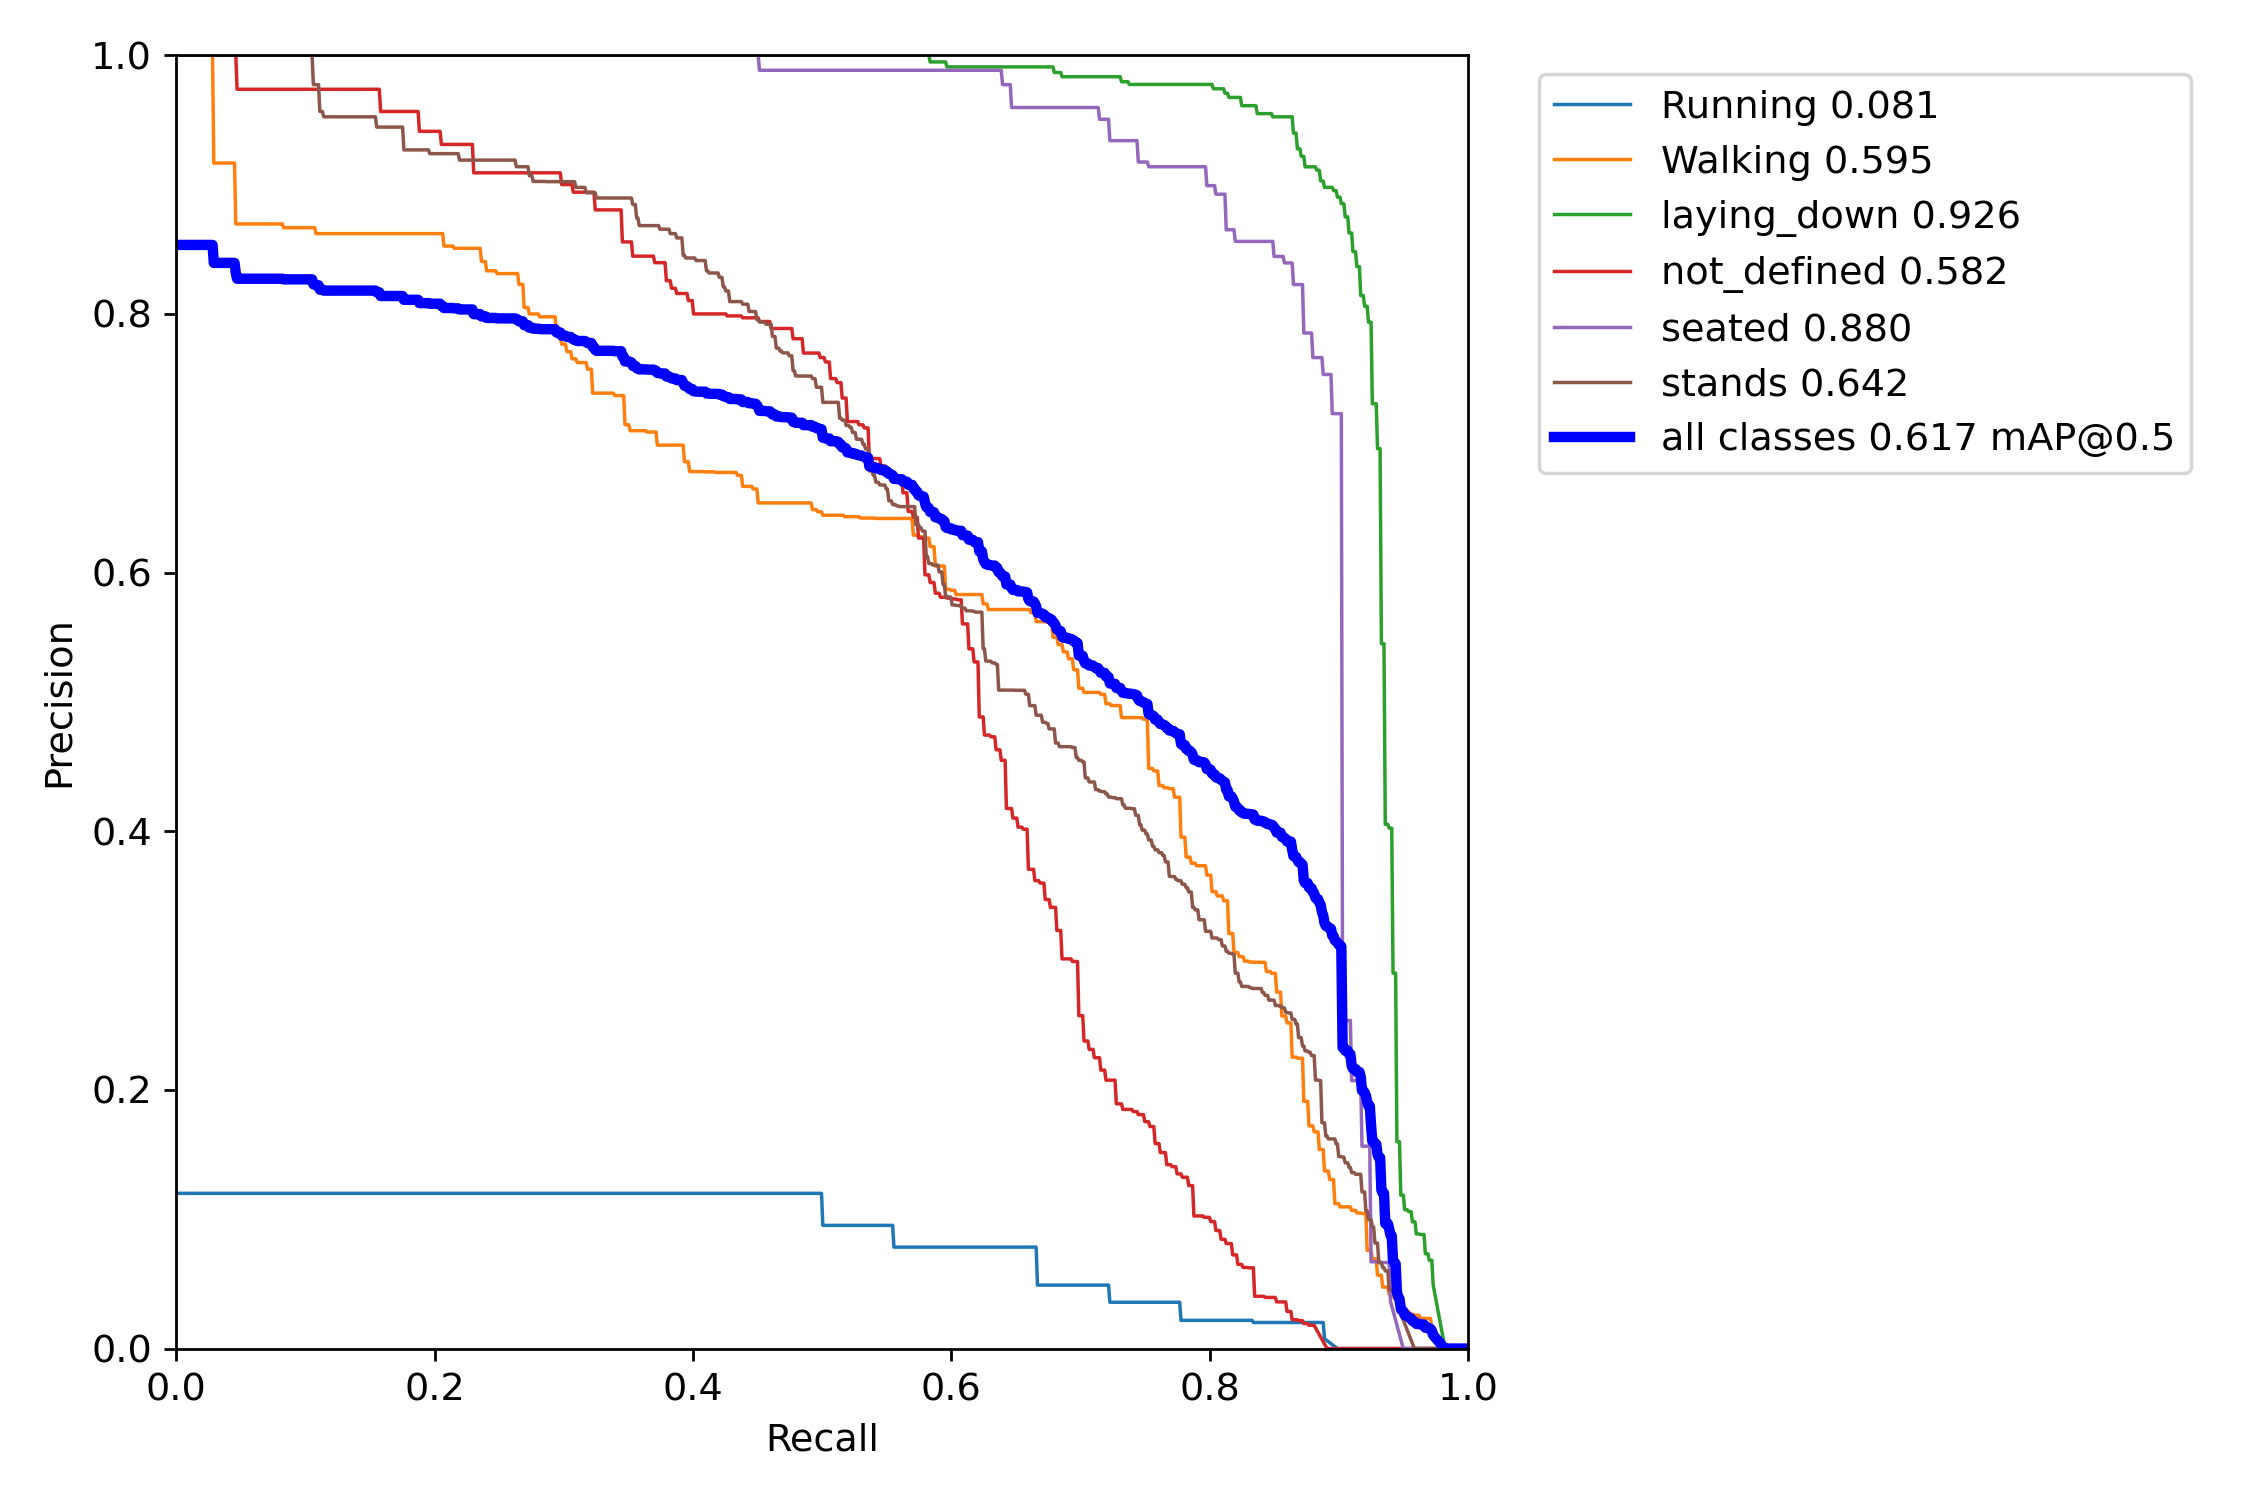 1.0
0.8
0.6
0.4
0.2
0.0
Precision
0.0 0.2 0.4 0.6 0.8 1.0
Recall
Running 0.081
Walking 0.595
laying_down 0.926
not_defined 0.582
seated 0.880
stands 0.642
all classes 0.617 mAP@0.5